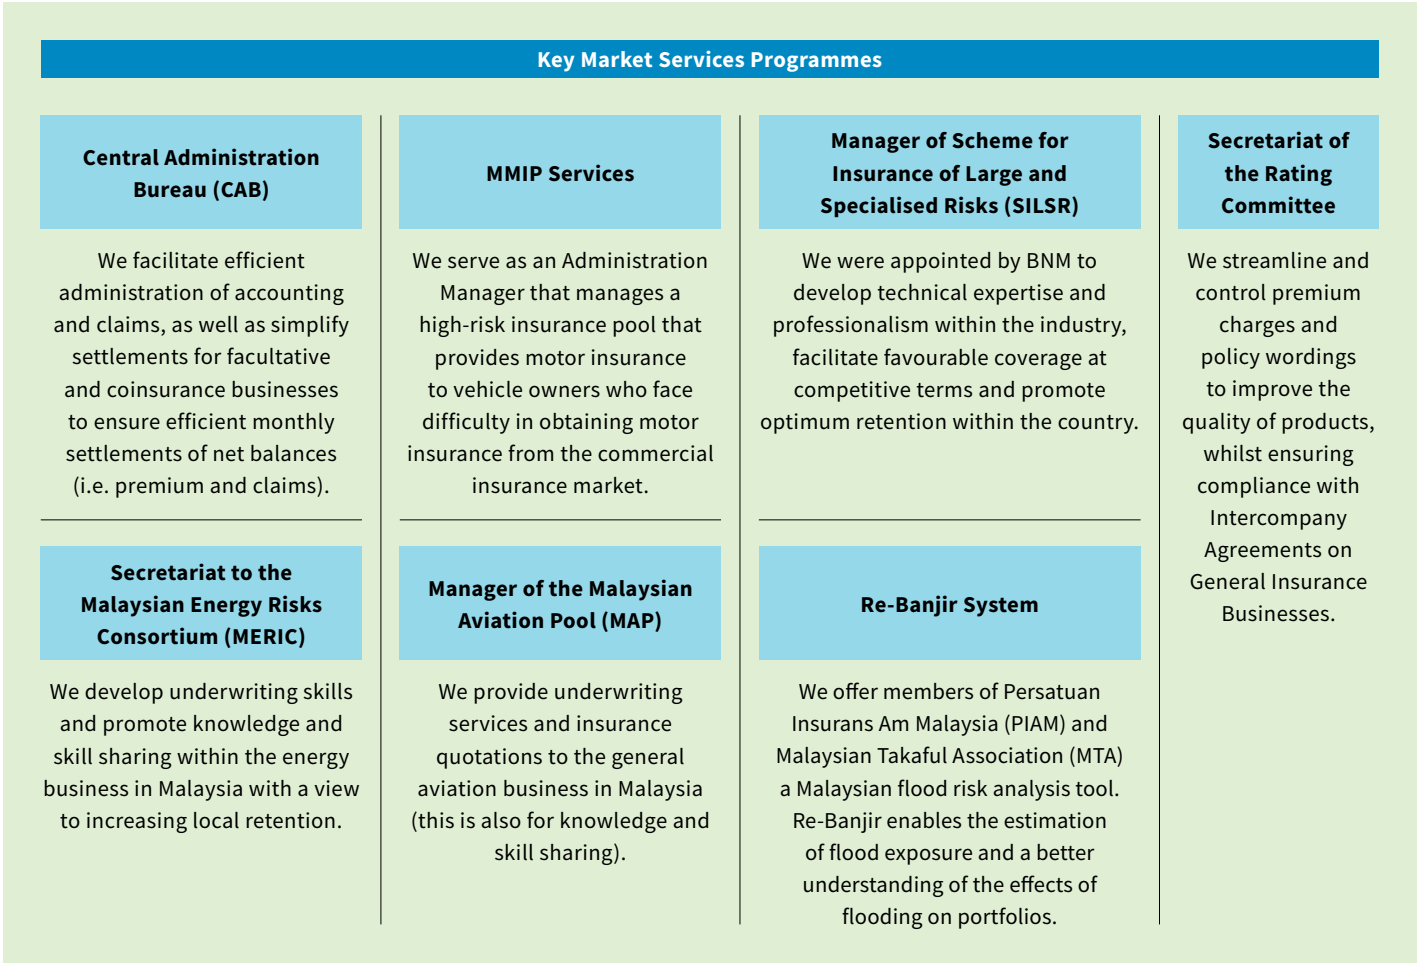 Key Market Services Programmes
Central Administration
Bureau (CAB)
We facilitate efficient
administration of accounting
and claims, as well as simplify
settlements for facultative
and coinsurance businesses
to ensure efficient monthly
settlements of net balances
(i.e. premium and claims).
MMIP Services
We serve as an Administration
Manager that manages a
high-risk insurance pool that
provides motor insurance
to vehicle owners who face
difficulty in obtaining motor
insurance from the commercial
insurance market.
Manager of Scheme for
Insurance of Large and
Specialised Risks (SILSR)
We were appointed by BNM to
develop technical expertise and
professionalism within the industry,
facilitate favourable coverage at
competitive terms and promote
optimum retention within the country.
Secretariat of
the Rating
Committee
We streamline and
control premium
charges and
policy wordings
to improve the
quality of products,
whilst ensuring
compliance with
Intercompany
Agreements on
General Insurance
Businesses.
Secretariat to the
Malaysian Energy Risks
Consortium (MERIC)
We develop underwriting skills
and promote knowledge and
skill sharing within the energy
business in Malaysia with a view
to increasing local retention.
Manager of the Malaysian
Aviation Pool (MAP)
We provide underwriting
services and insurance
quotations to the general
aviation business in Malaysia
(this is also for knowledge and
skill sharing).
Re-Banjir System
We offer members of Persatuan
Insurans Am Malaysia (PIAM) and
Malaysian Takaful Association (MTA)
a Malaysian flood risk analysis tool.
Re-Banjir enables the estimation
of flood exposure and a better
understanding of the effects of
flooding on portfolios.